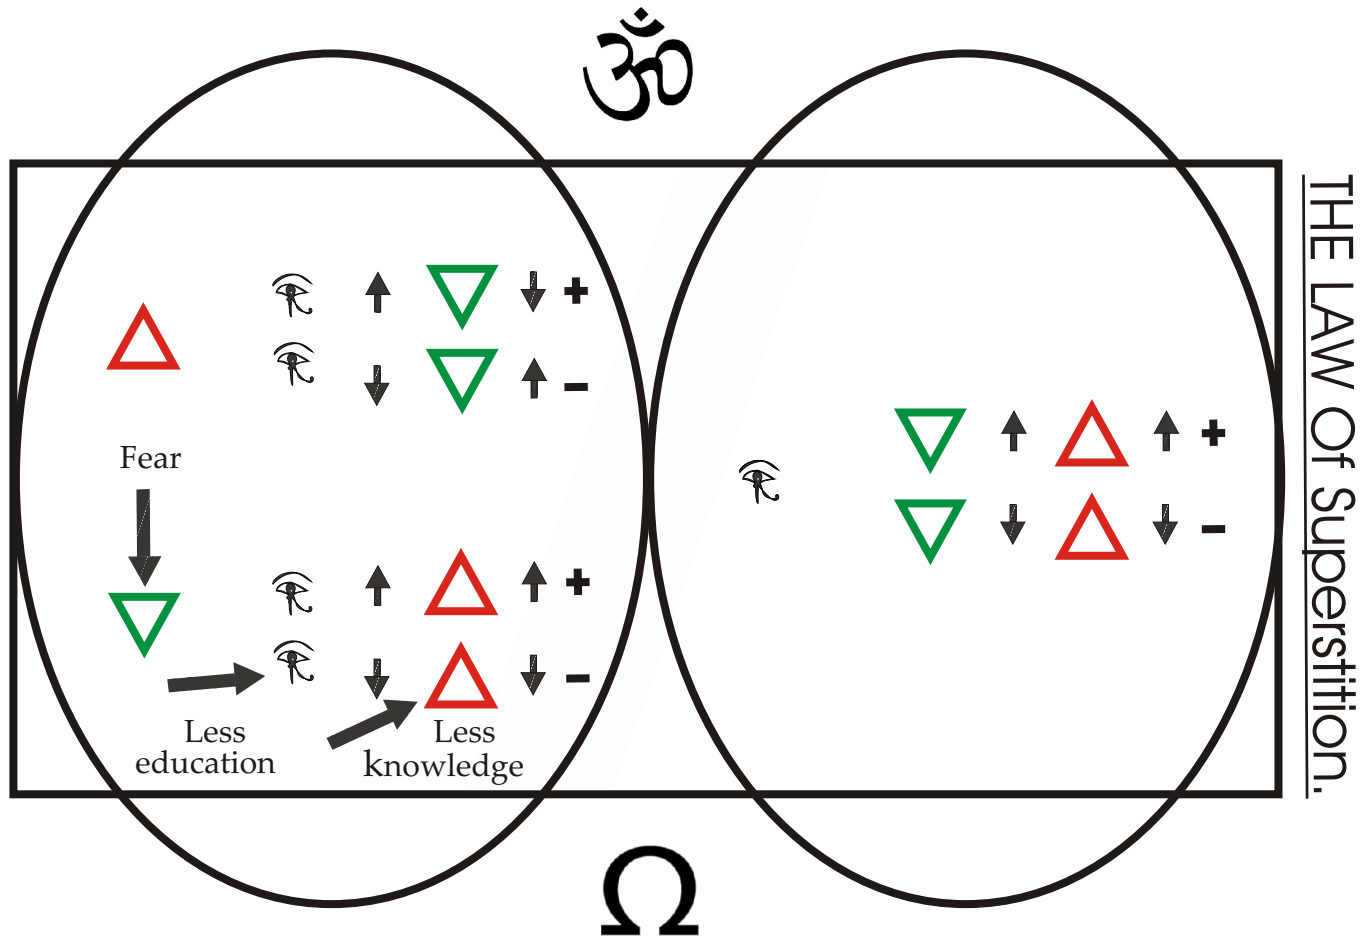 ॐ
THE LAW Of Superstition.
+
−
Fear
+
−
+
−
Less
education
Less
knowledge
Ω